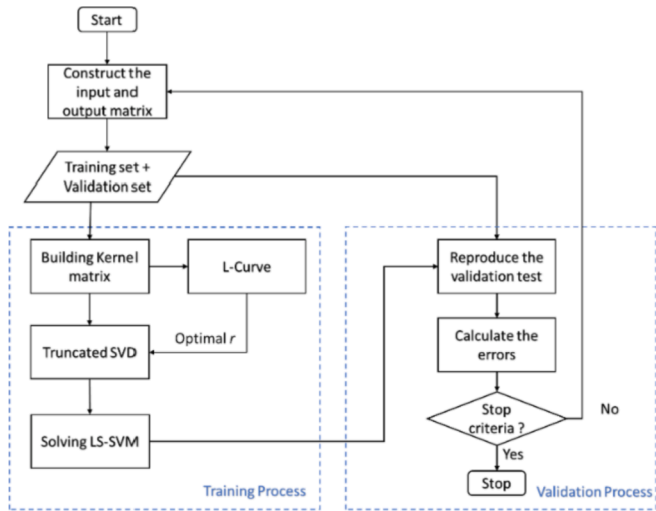 Start
Construct the
input and
output matrix
Training set +
Validation set
Building Kernel
matrix
L-Curve
Optimal r
Truncated SVD
Solving LS-SVM
Training Process
Reproduce the
validation test
Calculate the
errors
Stop
criteria ?
No
Yes
Stop
Validation Process